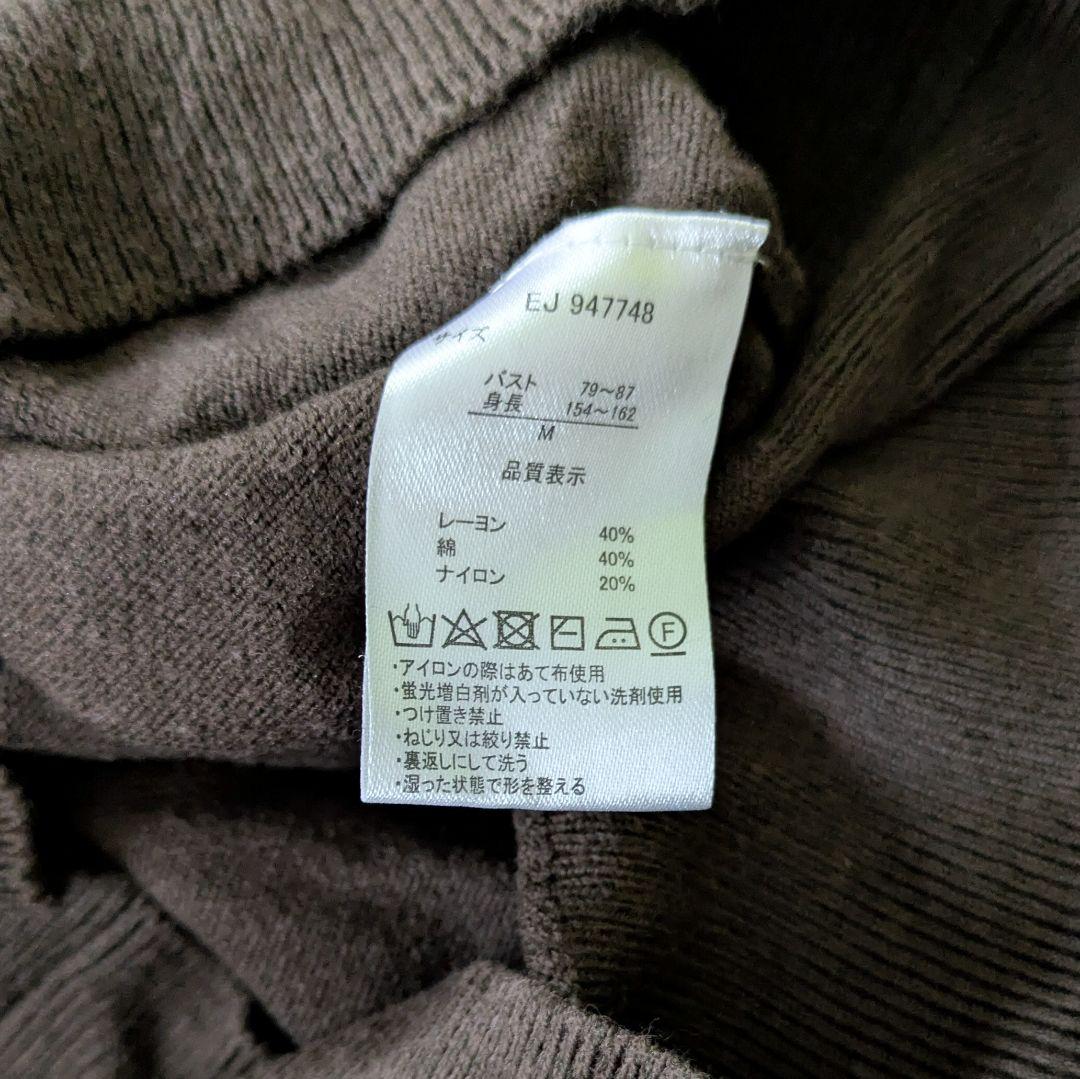 EJ 947748
サイズ
バスト 79～87
身長 154～162
M
品質表示
レーヨン 40%
綿 40%
ナイロン 20%
F
・アイロンの際はあて布使用
・蛍光増白剤が入っていない洗剤使用
・つけ置き禁止
・ねじり又は絞り禁止
・裏返しにして洗う
・湿った状態で形を整える